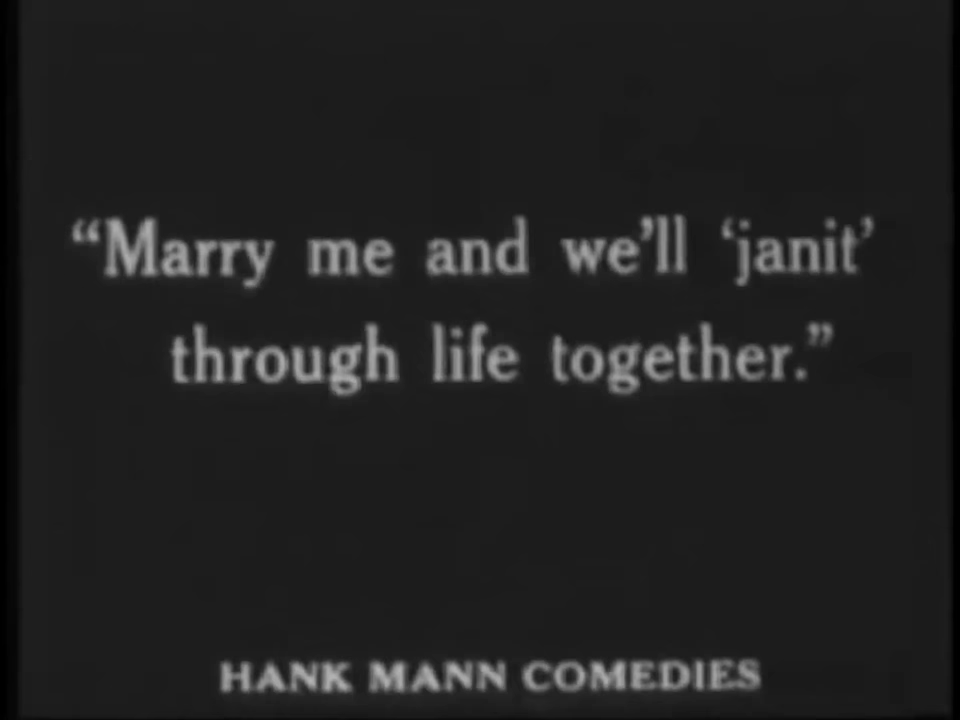 “Marry me and we’ll ‘janit’
through life together.”
HANK MANN COMEDIES